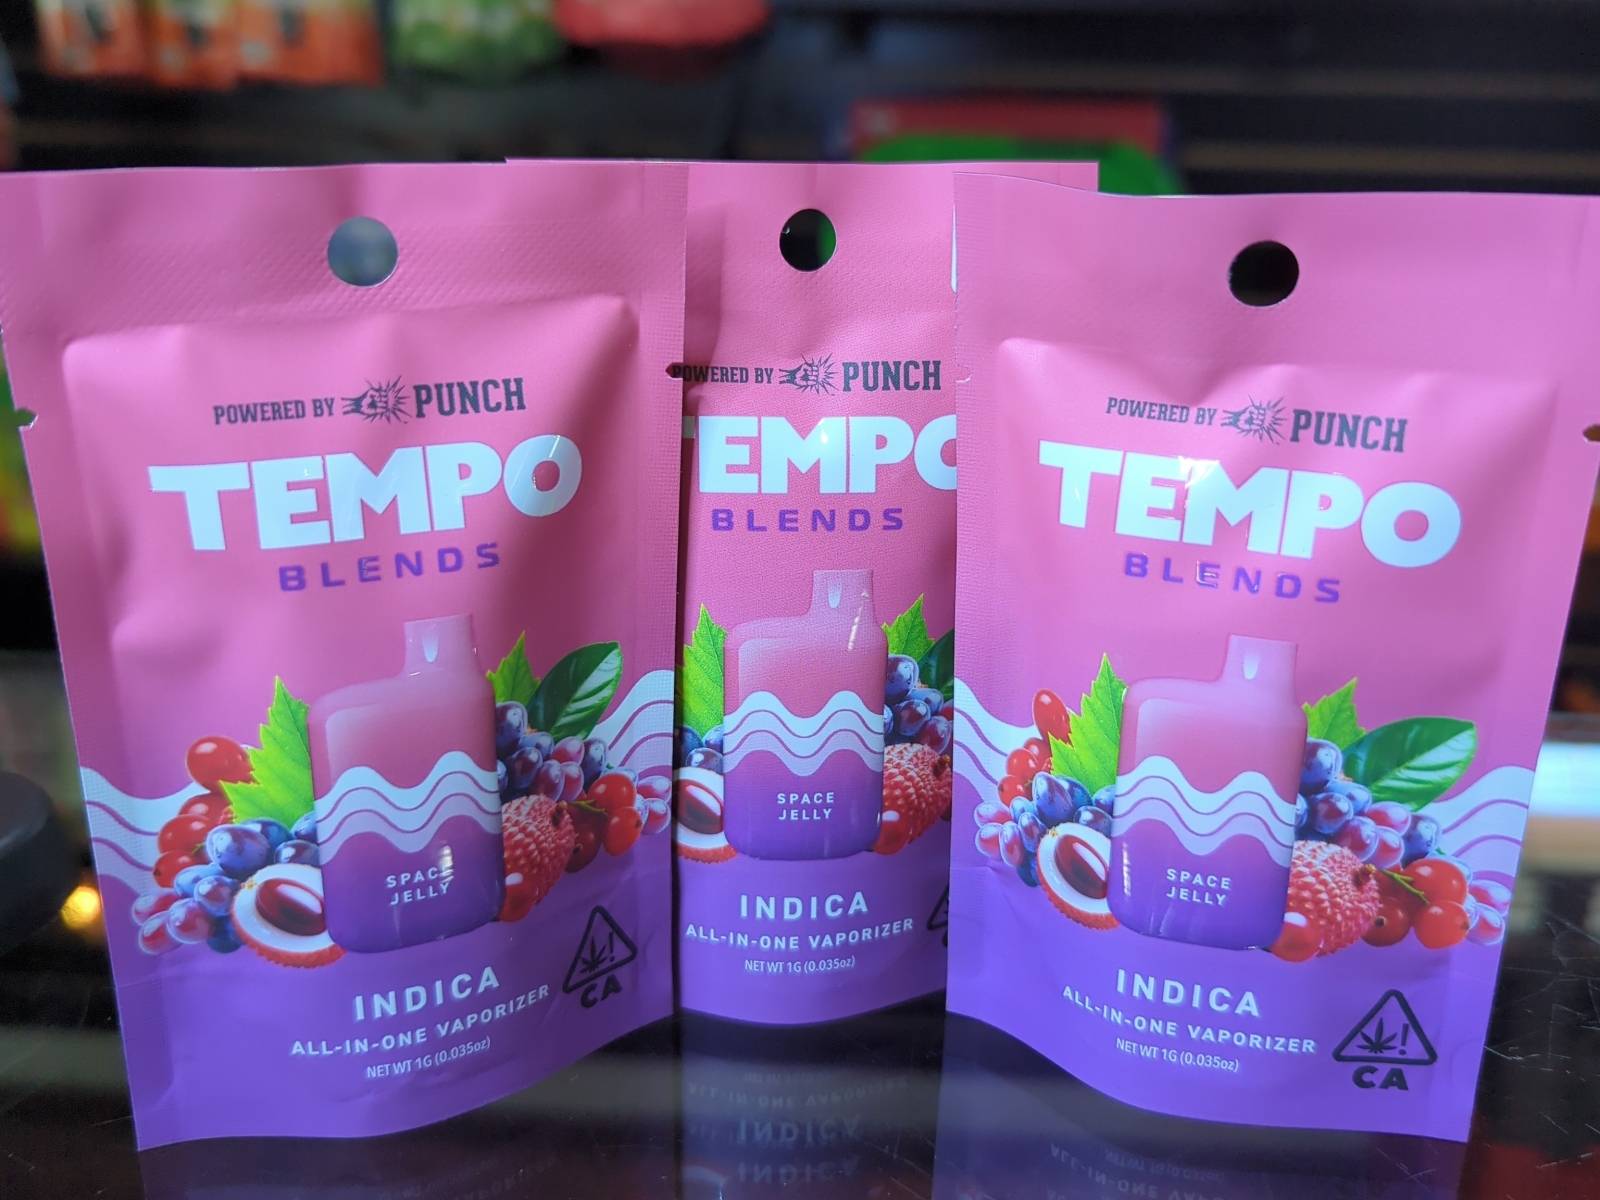 POWERED BY PUNCH
TEMPO
BLENDS
SPACE
JELLY
INDICA
ALL-IN-ONE VAPORIZER
NET WT 1G (0.035oz)
CA
POWERED BY PUNCH
TEMPO
BLENDS
SPACE
JELLY
INDICA
ALL-IN-ONE VAPORIZER
NET WT 1G (0.035oz)
POWERED BY PUNCH
TEMPO
BLENDS
SPACE
JELLY
INDICA
ALL-IN-ONE VAPORIZER
NET WT 1G (0.035oz)
CA